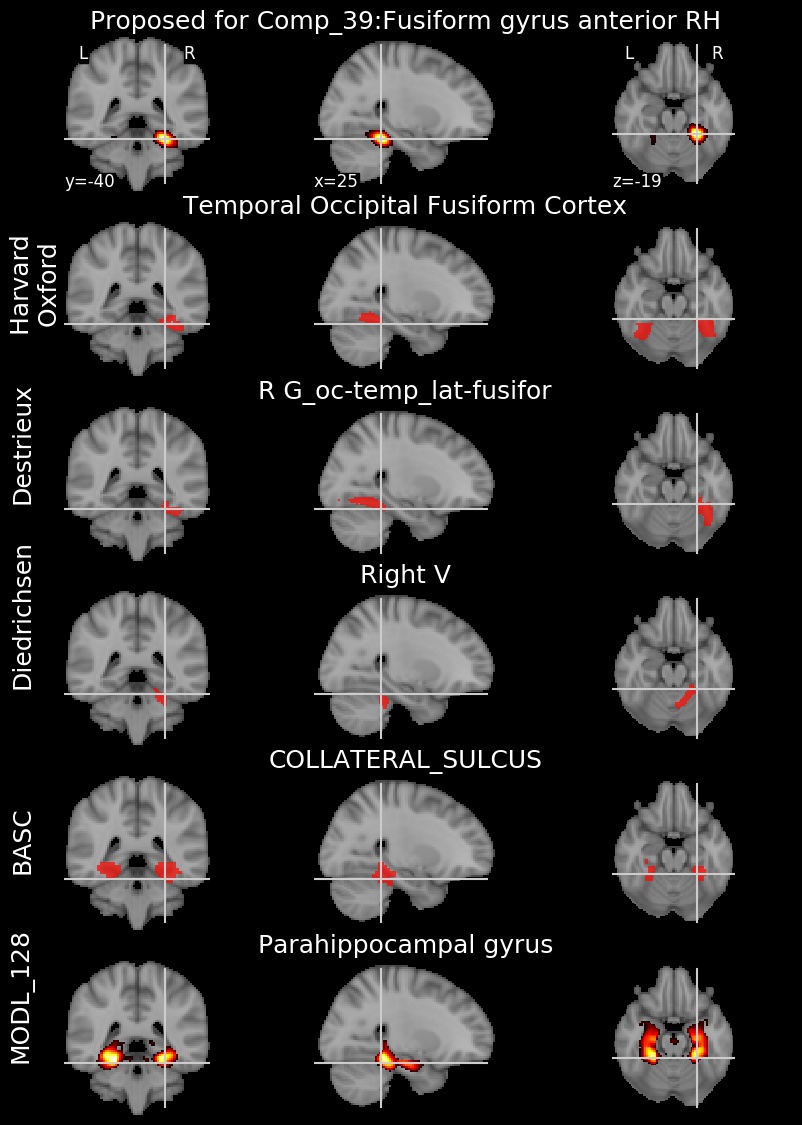 Proposed for Comp_39:Fusiform gyrus anterior RH
L R
L R
y=-40
x=25
z=-19
Temporal Occipital Fusiform Cortex
Harvard
Oxford
R G_oc-temp_lat-fusifor
Destrieux
Right V
Diedrichsen
COLLATERAL_SULCUS
BASC
Parahippocampal gyrus
MODL_128